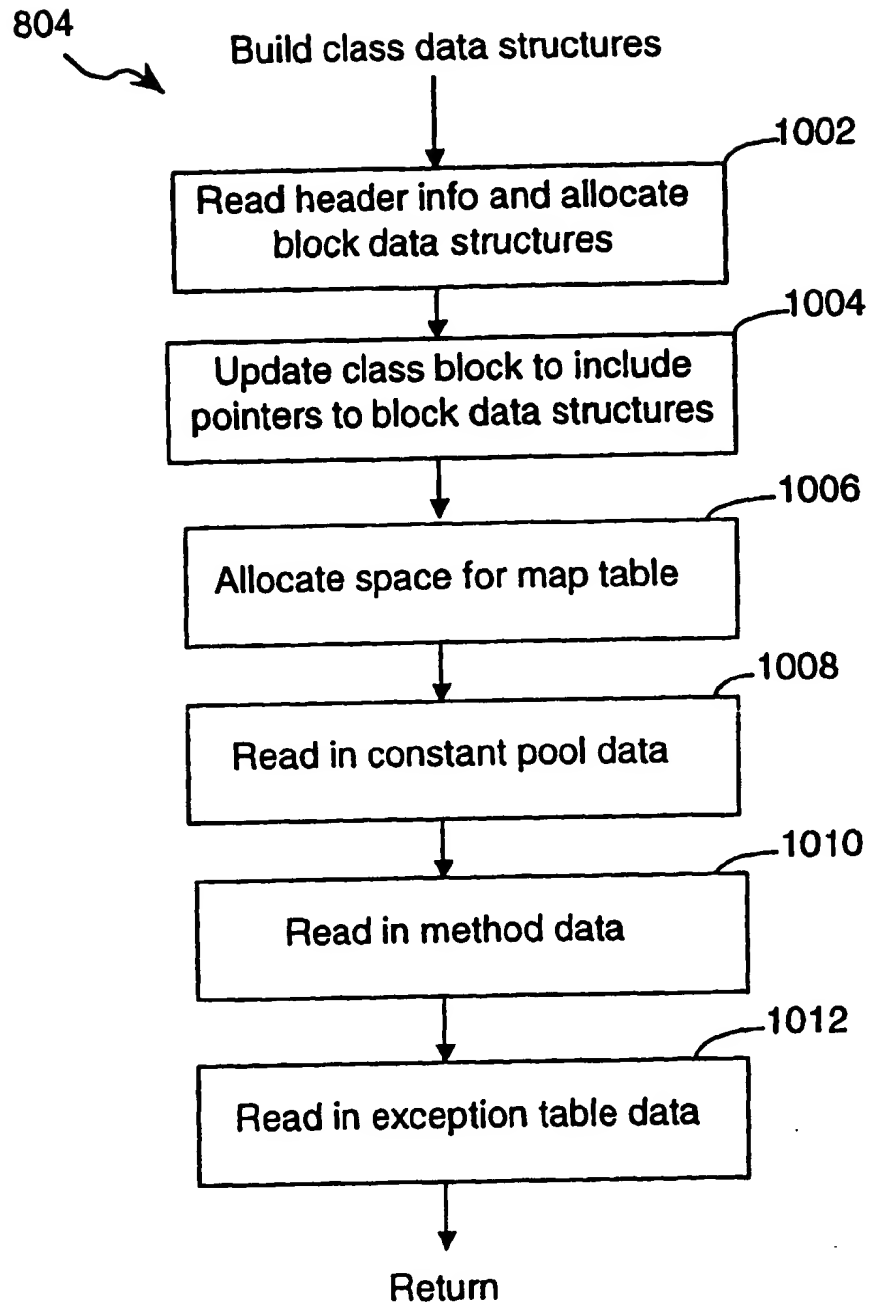 804
Build class data structures
1002
Read header info and allocate
block data structures
1004
Update class block to include
pointers to block data structures
1006
Allocate space for map table
1008
Read in constant pool data
1010
Read in method data
1012
Read in exception table data
Return